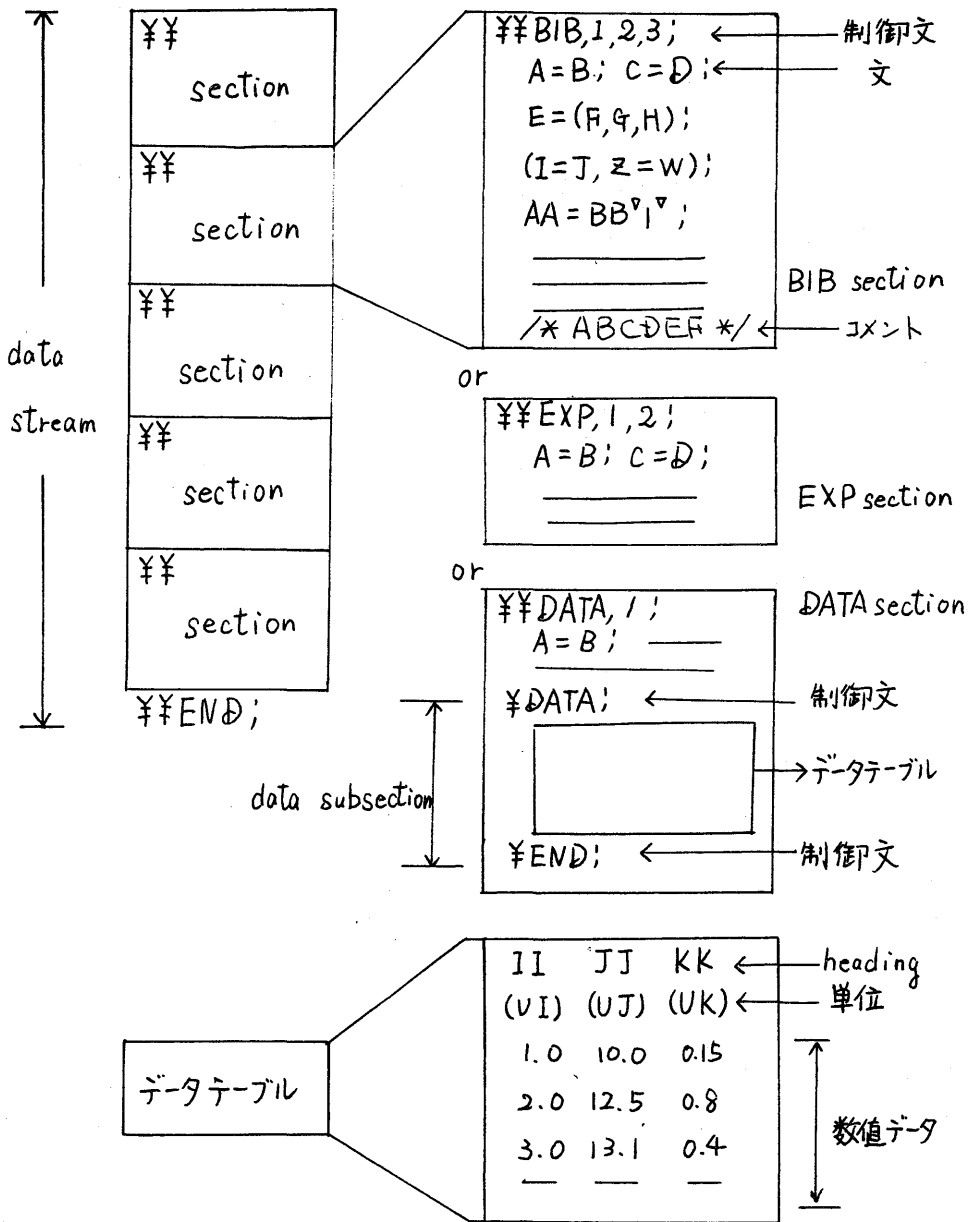 ¥¥
section
¥¥
section
¥¥
section
¥¥
section
¥¥
section
¥¥END;
data
stream
¥¥BIB,1,2,3; ← 制御文
A=B; C=D; ← 文
E=(F,G,H);
(I=J, Z=W);
AA=BB▽1▽;
/* ABCDEF */ ← コメント
BIB section
or
¥¥EXP,1,2;
A=B; C=D;
EXP section
or
¥¥DATA,1;
DATA section
A=B;
¥DATA; ← 制御文
→データテーブル
data subsection
¥END; ← 制御文
データテーブル
II JJ KK ← heading
(UI) (UJ) (UK) ← 単位
1.0 10.0 0.15
2.0 12.5 0.8
3.0 13.1 0.4
数値データ